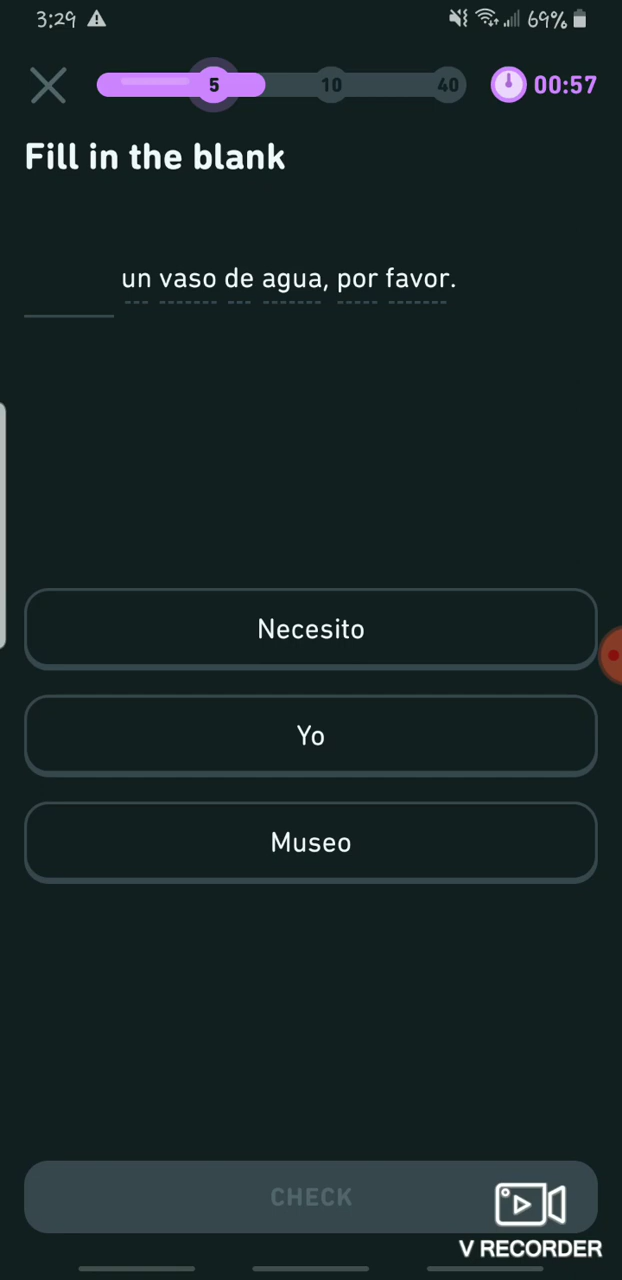 3:29 69%
5 10 40 00:57
Fill in the blank
un vaso de agua, por favor.
Necesito
Yo
Museo
CHECK
V RECORDER